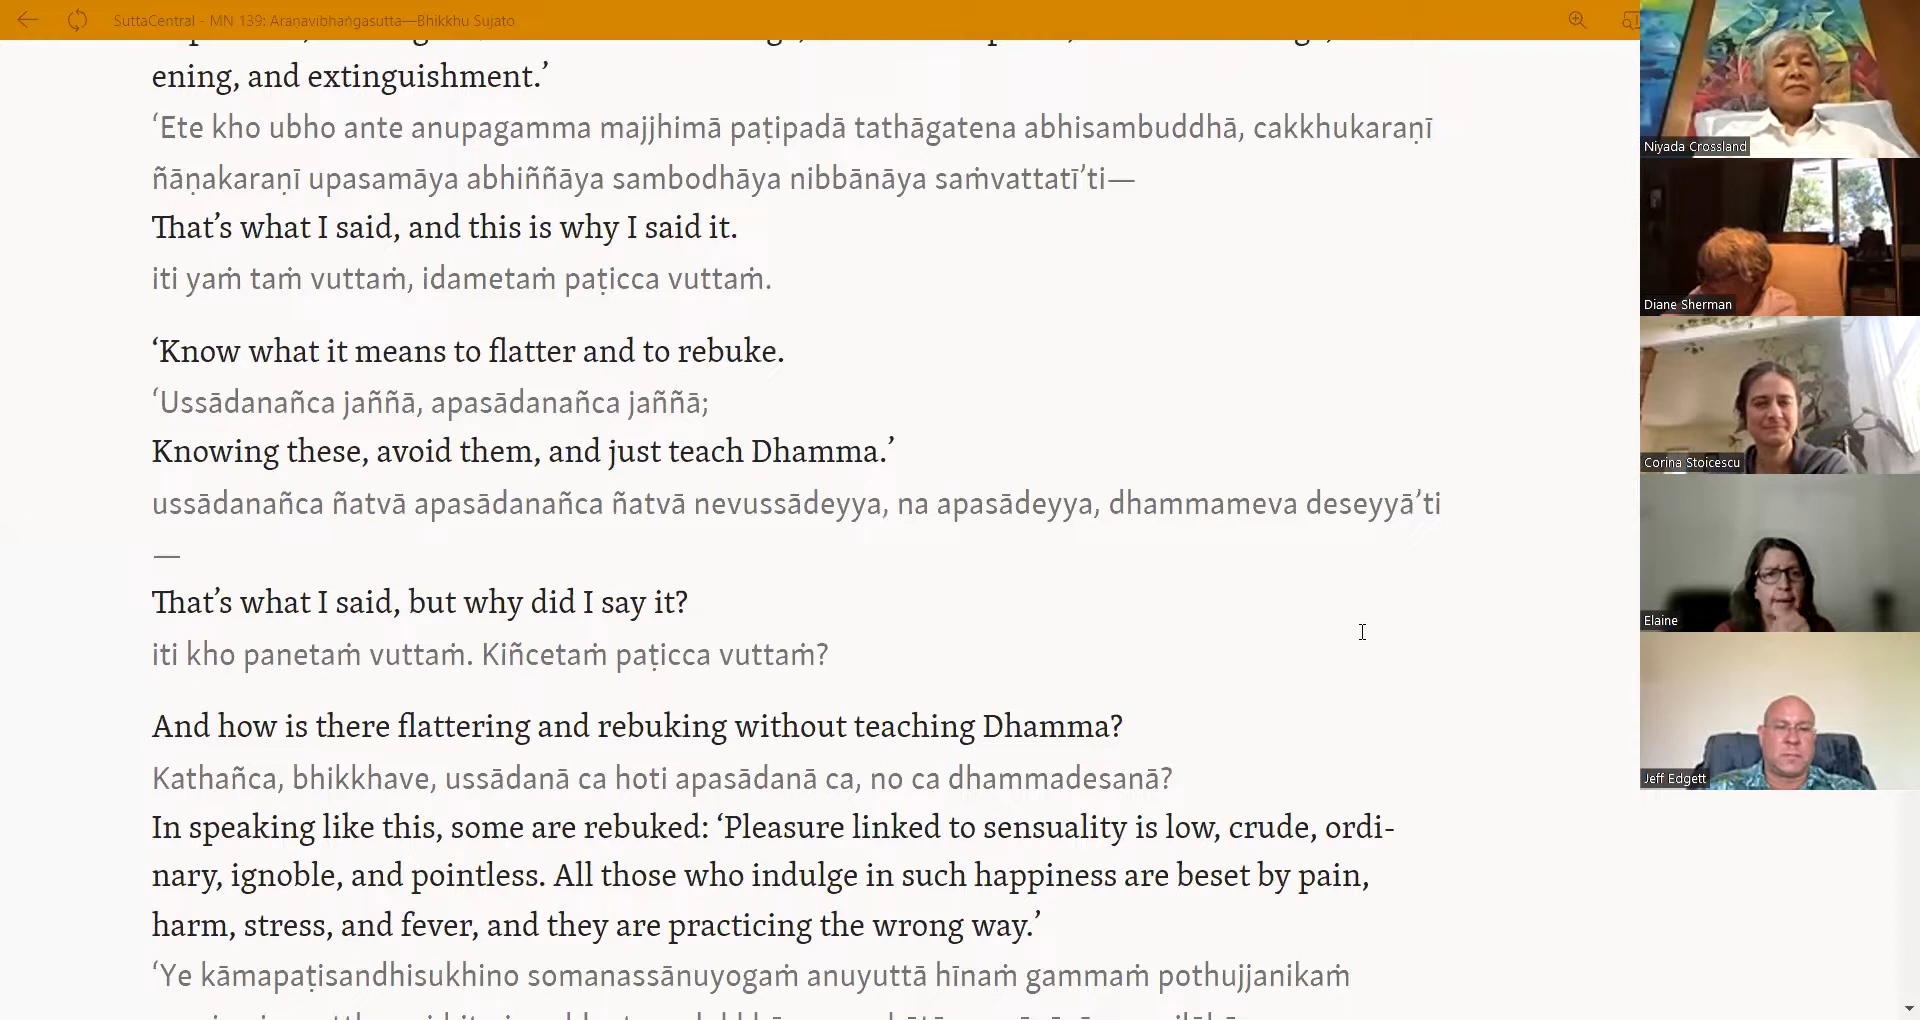 SuttaCentral - MN 139: Araṇavibhaṅgasutta—Bhikkhu Sujato
ening, and extinguishment.’
‘Ete kho ubho ante anupagamma majjhimā paṭipadā tathāgatena abhisambuddhā, cakkhukaraṇī
ñāṇakaraṇī upasamāya abhiññāya sambodhāya nibbānāya saṁvattatī’ti—
That’s what I said, and this is why I said it.
iti yaṁ taṁ vuttaṁ, idametaṁ paṭicca vuttaṁ.
‘Know what it means to flatter and to rebuke.
‘Ussādanañca jaññā, apasādanañca jaññā;
Knowing these, avoid them, and just teach Dhamma.’
ussādanañca ñatvā apasādanañca ñatvā nevussādeyya, na apasādeyya, dhammameva deseyyā’ti
—
That’s what I said, but why did I say it?
iti kho panetaṁ vuttaṁ. Kiñcetaṁ paṭicca vuttaṁ?
And how is there flattering and rebuking without teaching Dhamma?
Kathañca, bhikkhave, ussādanā ca hoti apasādanā ca, no ca dhammadesanā?
In speaking like this, some are rebuked: ‘Pleasure linked to sensuality is low, crude, ordi-
nary, ignoble, and pointless. All those who indulge in such happiness are beset by pain,
harm, stress, and fever, and they are practicing the wrong way.’
‘Ye kāmapaṭisandhisukhino somanassānuyogaṁ anuyuttā hīnaṁ gammaṁ pothujjanikaṁ
Niyada Crossland
Diane Sherman
Corina Stoicescu
Elaine
Jeff Edgett